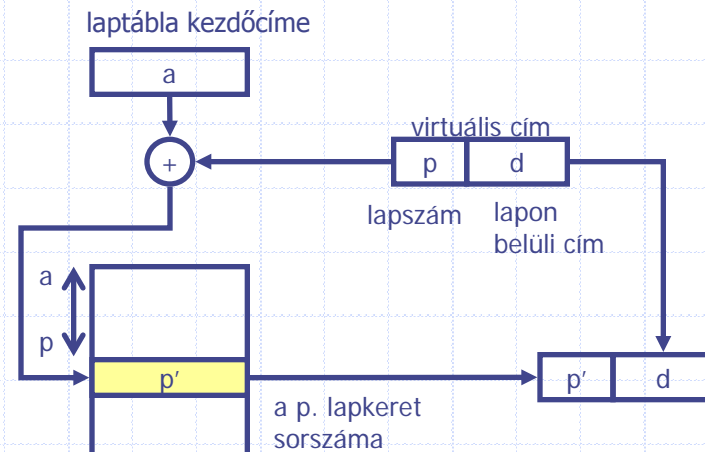 laptábla kezdőcíme
a
virtuális cím
+
p
d
lapszám
lapon
belüli cím
a
p
p′
p′
d
a p. lapkeret
sorszáma